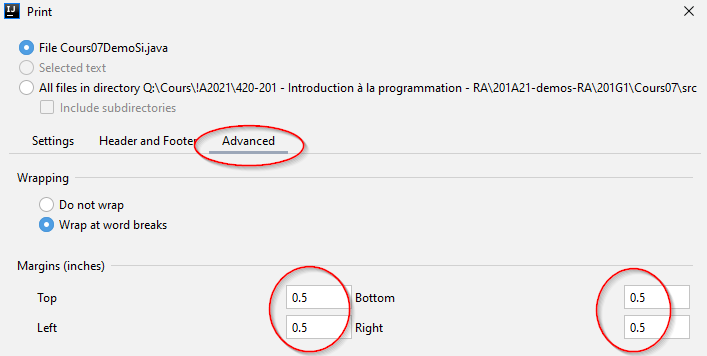 IJ Print
File Cours07DemoSi.java
Selected text
All files in directory Q:\Cours\!A2021\420-201 - Introduction à la programmation - RA\201A21-demos-RA\201G1\Cours07\src
Include subdirectories
Settings Header and Footer Advanced
Wrapping
Do not wrap
Wrap at word breaks
Margins (inches)
Top 0.5 Bottom 0.5
Left 0.5 Right 0.5